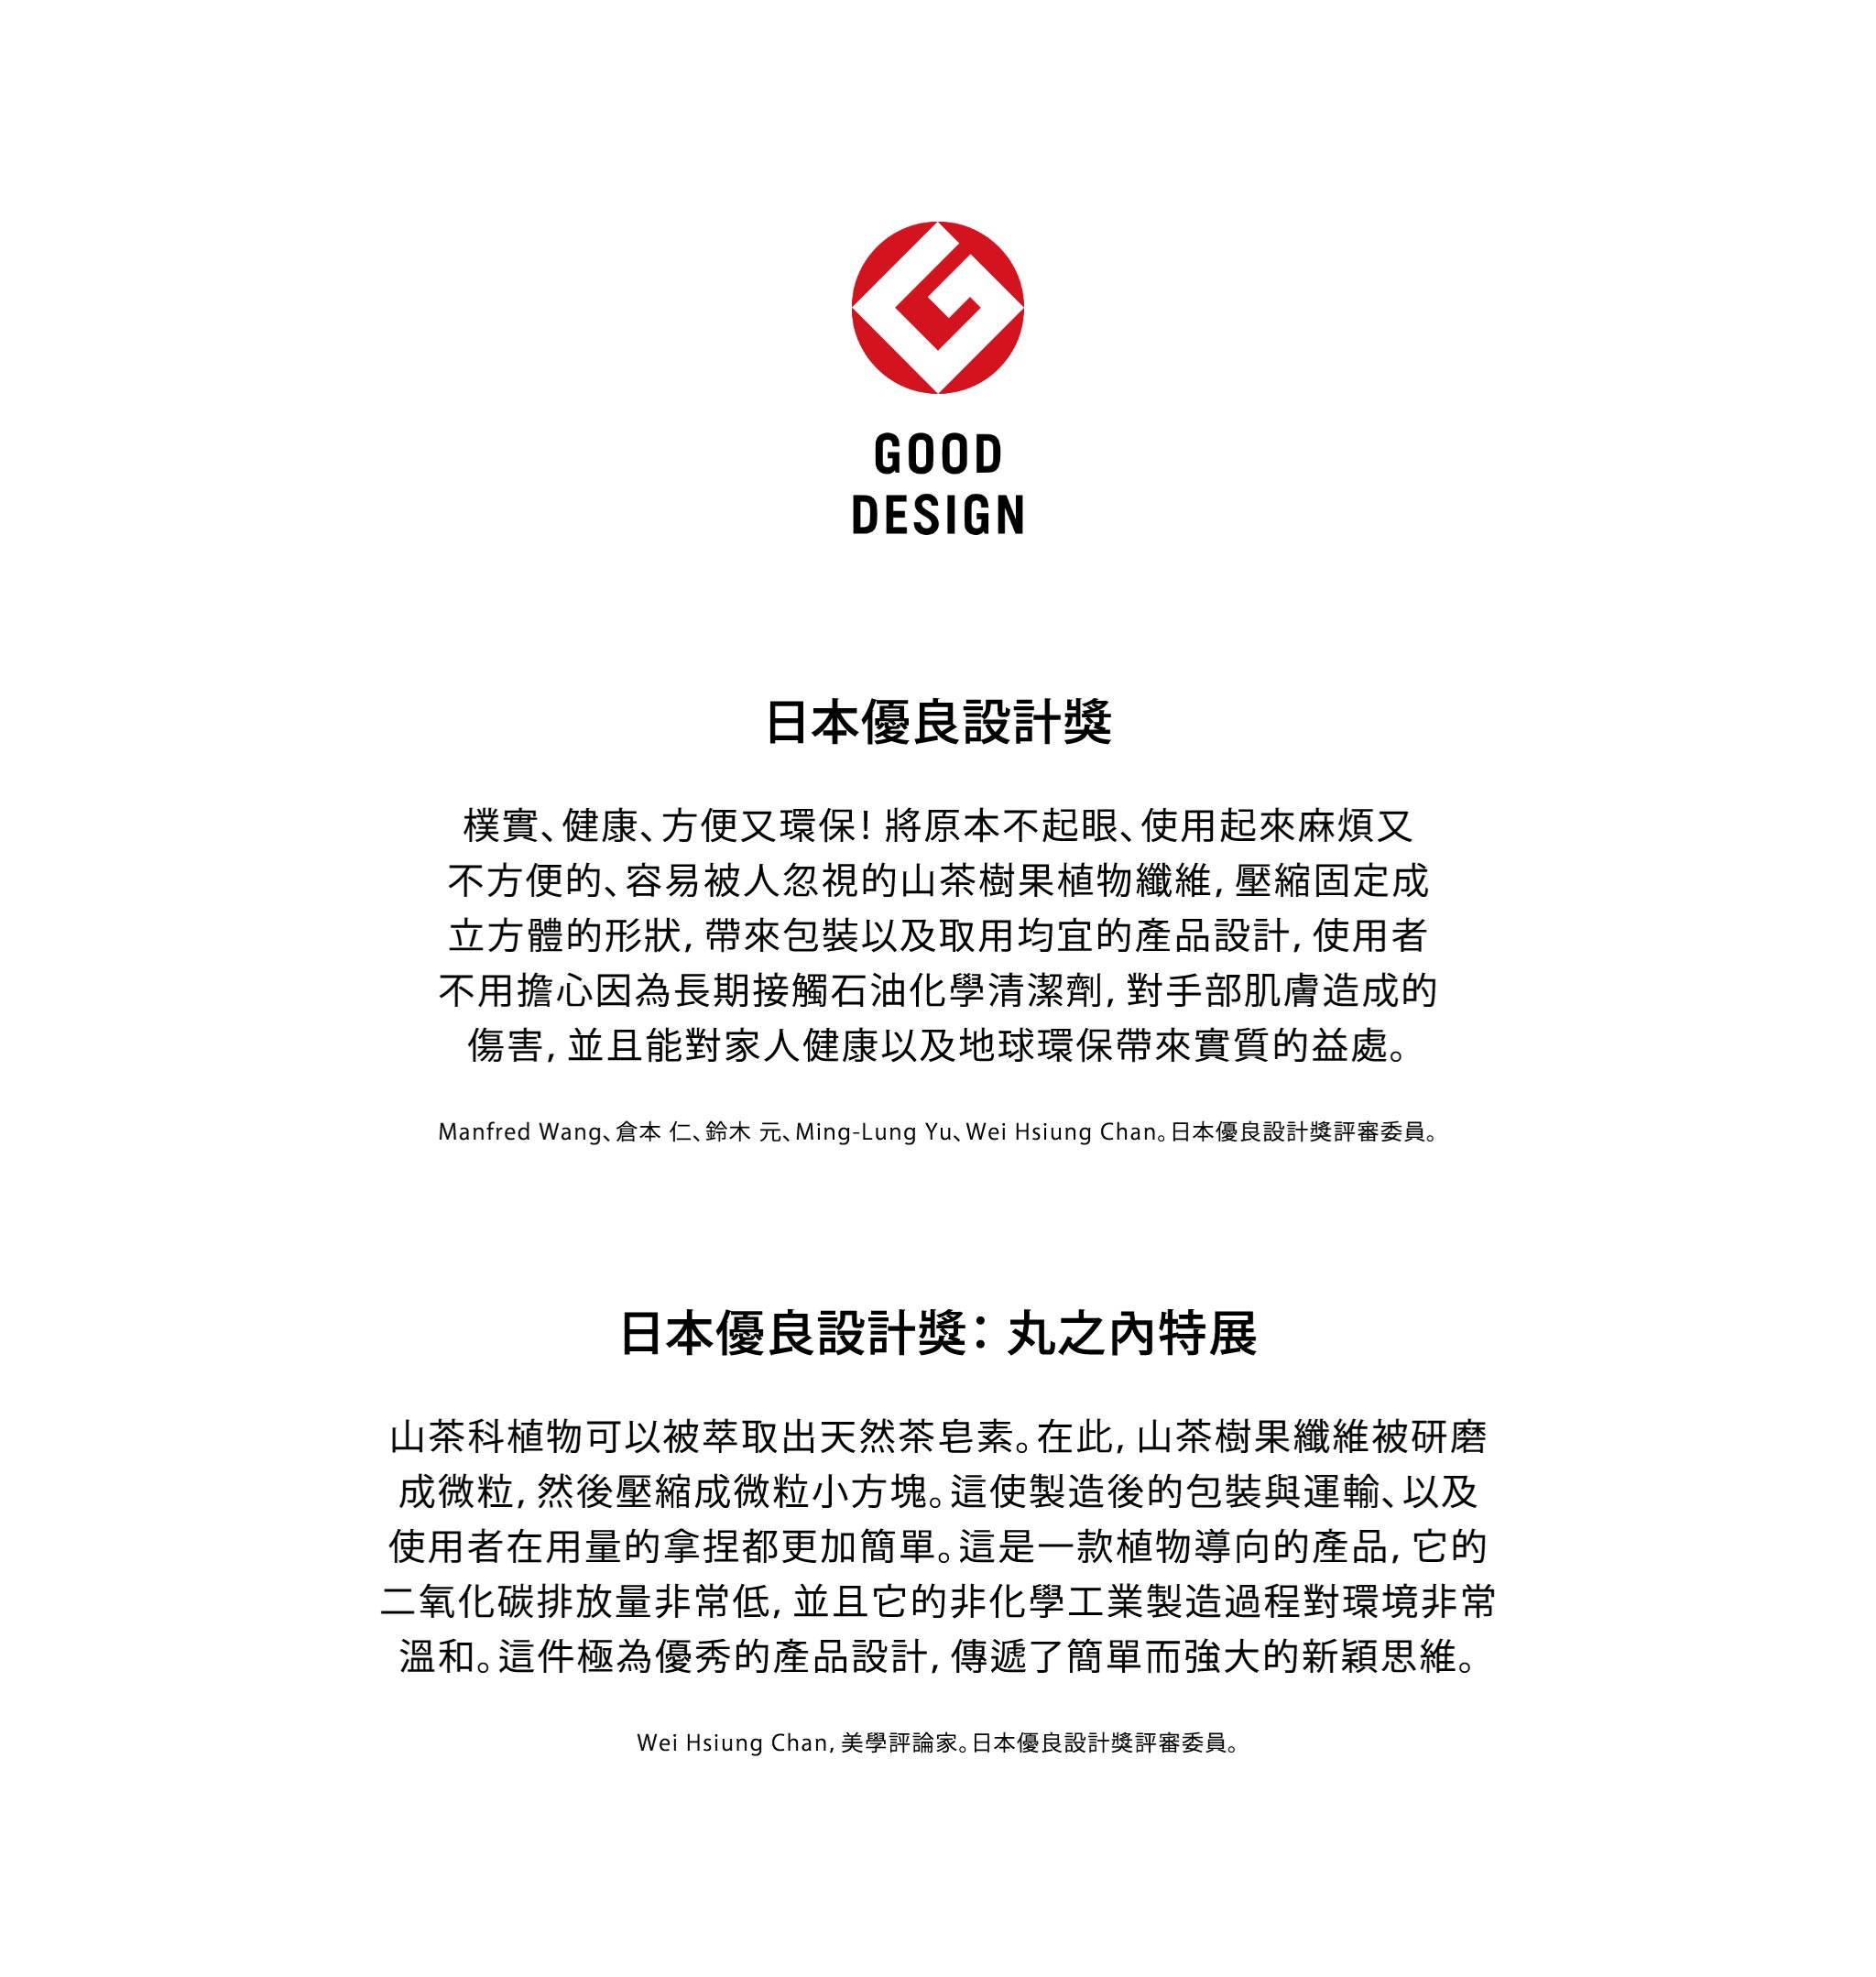 GOOD
DESIGN
日本優良設計獎
樸實、健康、方便又環保！將原本不起眼、使用起來麻煩又
不方便的、容易被人忽視的山茶樹果植物纖維，壓縮固定成
立方體的形狀，帶來包裝以及取用均宜的產品設計，使用者
不用擔心因為長期接觸石油化學清潔劑，對手部肌膚造成的
傷害，並且能對家人健康以及地球環保帶來實質的益處。
Manfred Wang、倉本 仁、鈴木 元、Ming-Lung Yu、Wei Hsiung Chan。日本優良設計獎評審委員。
日本優良設計獎：丸之內特展
山茶科植物可以被萃取出天然茶皂素。在此，山茶樹果纖維被研磨
成微粒，然後壓縮成微粒小方塊。這使製造後的包裝與運輸、以及
使用者在用量的拿捏都更加簡單。這是一款植物導向的產品，它的
二氧化碳排放量非常低，並且它的非化學工業製造過程對環境非常
溫和。這件極為優秀的產品設計，傳遞了簡單而強大的新穎思維。
Wei Hsiung Chan，美學評論家。日本優良設計獎評審委員。